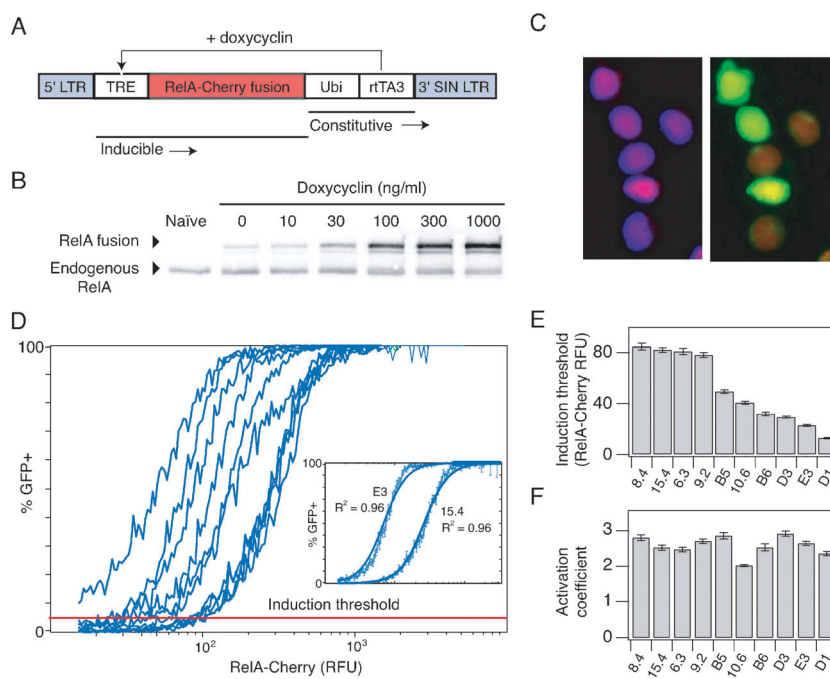 A
+ doxycyclin
5' LTR TRE RelA-Cherry fusion Ubi rtTA3 3' SIN LTR
Constitutive
Inducible
B
Doxycyclin (ng/ml)
Naïve 0 10 30 100 300 1000
RelA fusion
Endogenous
RelA
C
D
100
% GFP+
0
10² 10³
RelA-Cherry (RFU)
Induction threshold
100
% GFP+
0
E3
R² = 0.96
15.4
R² = 0.96
E
Induction threshold
(RelA-Cherry RFU)
80
40
0
8.4 15.4 6.3 9.2 B5 10.6 B6 D3 E3 D1
F
Activation
coefficient
3
2
1
0
8.4 15.4 6.3 9.2 B5 10.6 B6 D3 E3 D1